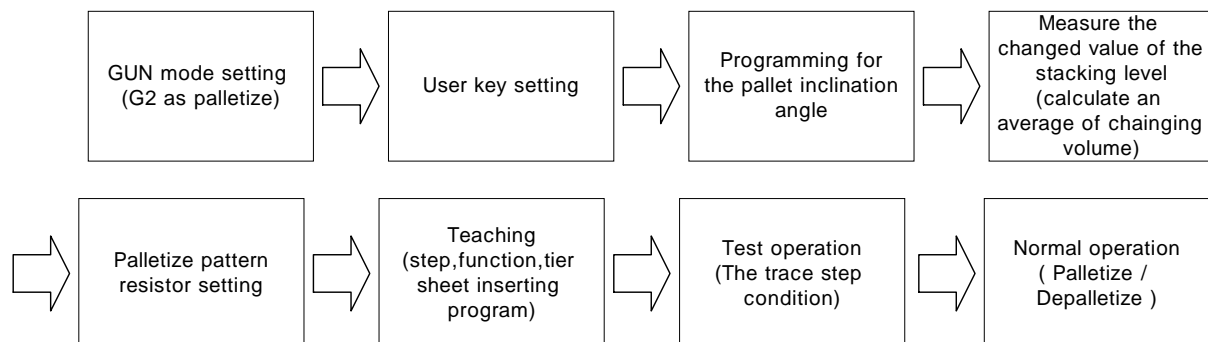 GUN mode setting
(G2 as palletize)
User key setting
Programming for
the pallet inclination
angle
Measure the
changed value of the
stacking level
(calculate an
average of chainging
volume)
Palletize pattern
resistor setting
Teaching
(step,function,tier
sheet inserting
program)
Test operation
(The trace step
condition)
Normal operation
( Palletize /
Depalletize )